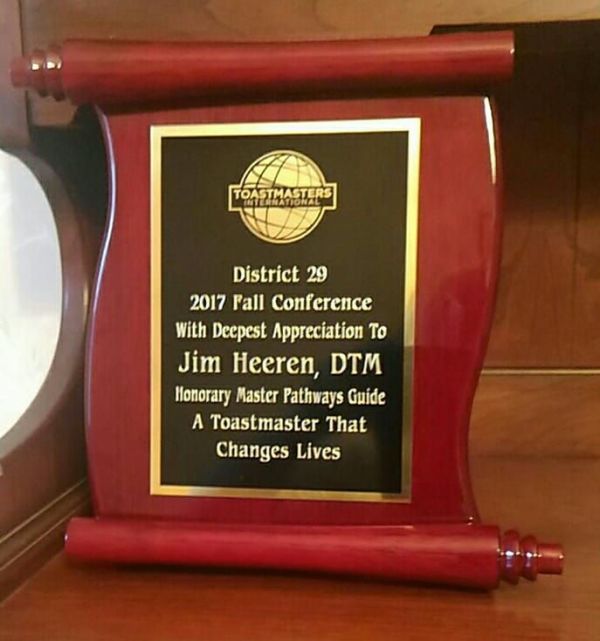 TOASTMASTERS
INTERNATIONAL
District 29
2017 Fall Conference
With Deepest Appreciation To
Jim Heeren, DTM
Honorary Master Pathways Guide
A Toastmaster That
Changes Lives